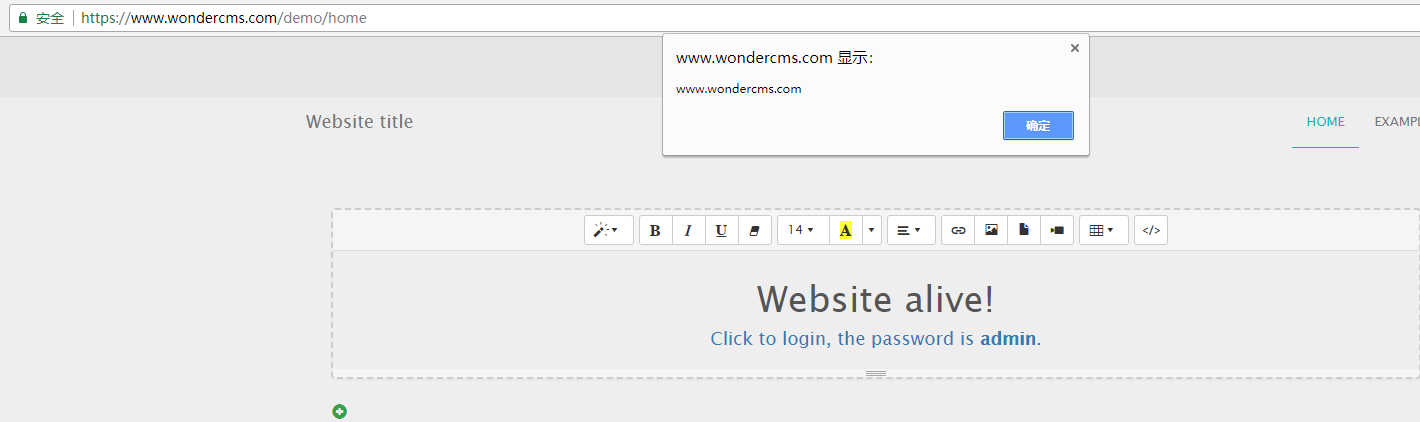 安全 https://www.wondercms.com/demo/home
www.wondercms.com 显示：
www.wondercms.com
确定
Website title
HOME EXAMPL
B I U 14 A </>
Website alive!
Click to login, the password is admin.